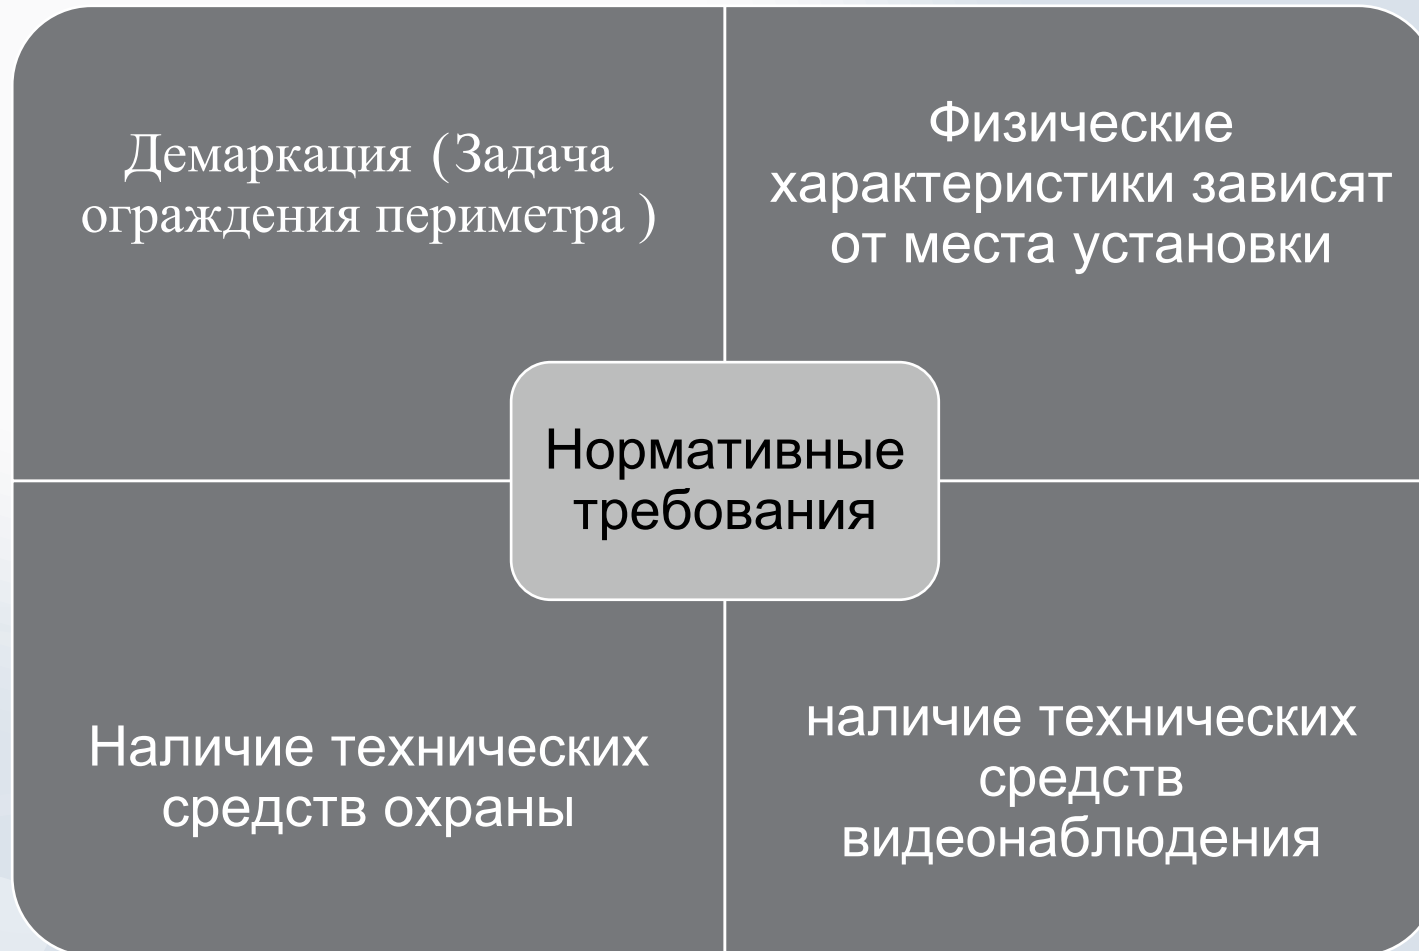 Демаркация (Задача
ограждения периметра )
Физические
характеристики зависят
от места установки
Нормативные
требования
Наличие технических
средств охраны
наличие технических
средств
видеонаблюдения